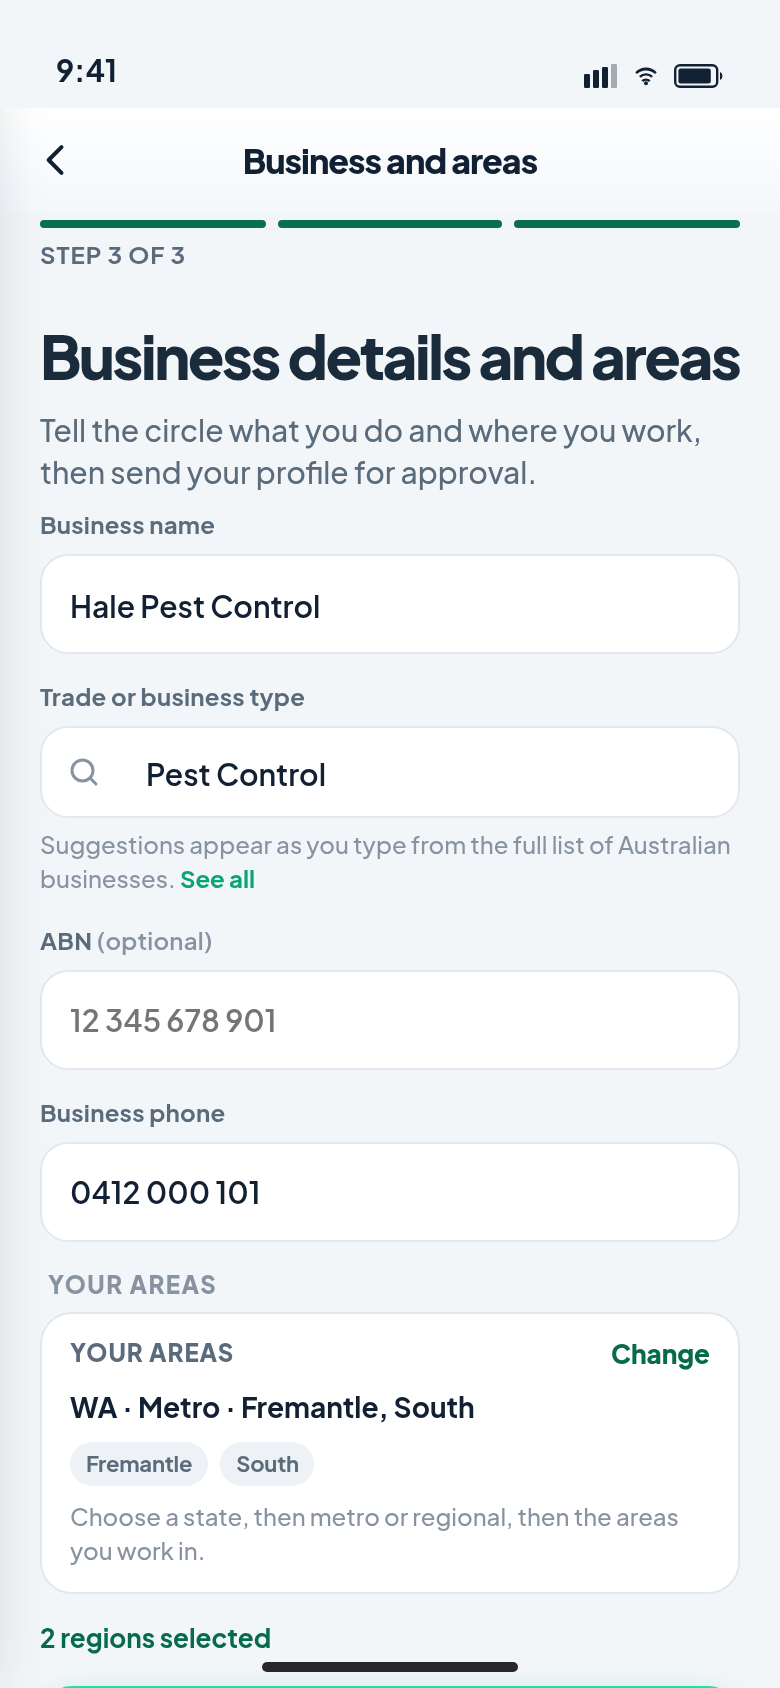 9:41
Business and areas
STEP 3 OF 3
Business details and areas
Tell the circle what you do and where you work,
then send your profile for approval.
Business name
Hale Pest Control
Trade or business type
Pest Control
Suggestions appear as you type from the full list of Australian
businesses. See all
ABN (optional)
12 345 678 901
Business phone
0412 000 101
YOUR AREAS
YOUR AREAS
Change
WA · Metro · Fremantle, South
Fremantle
South
Choose a state, then metro or regional, then the areas
you work in.
2 regions selected